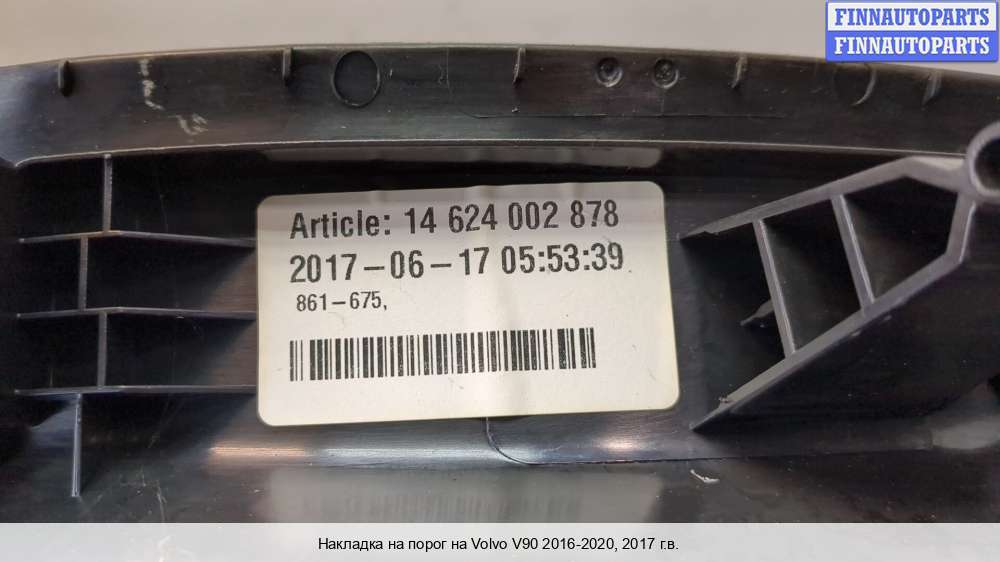 FINNAUTOPARTS
FINNAUTOPARTS
Article: 14 624 002 878
2017-06-17 05:53:39
861-675,
Накладка на порог на Volvo V90 2016-2020, 2017 г.в.